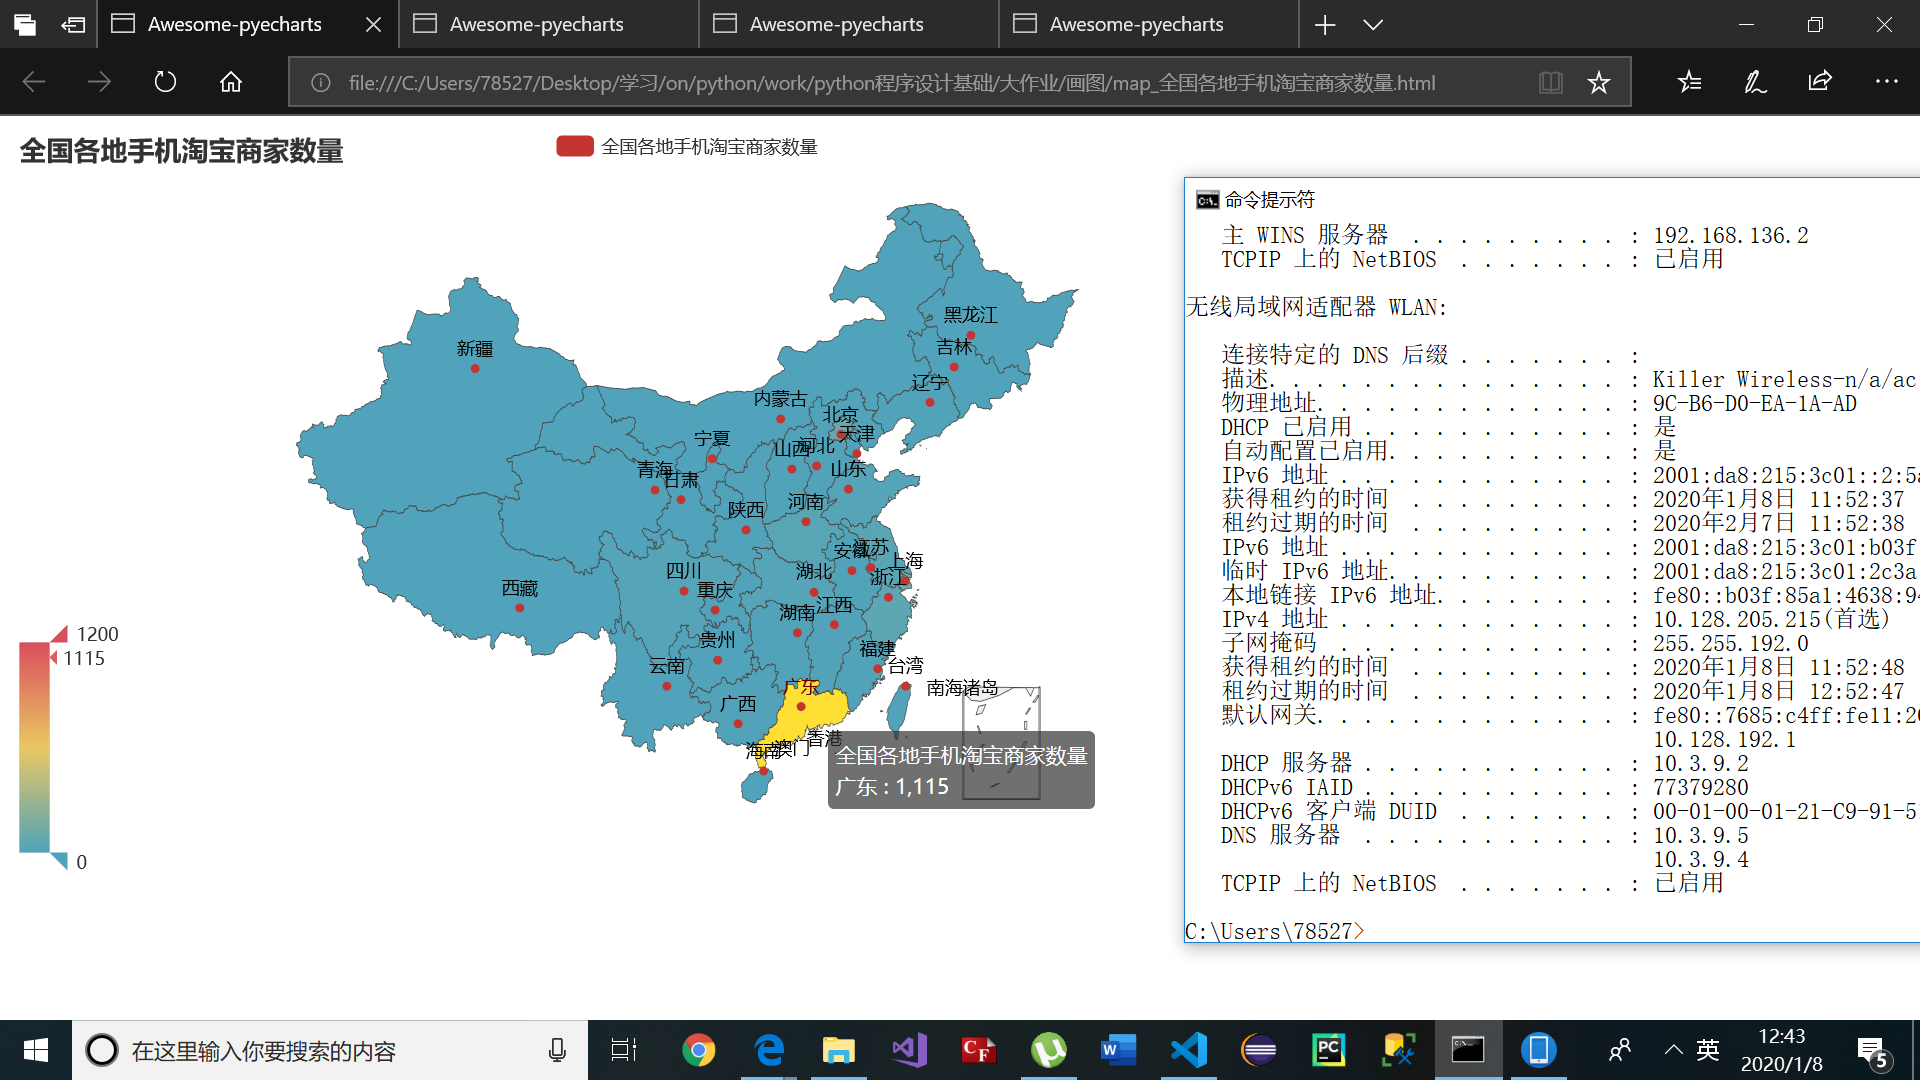 Awesome-pyecharts
Awesome-pyecharts
Awesome-pyecharts
Awesome-pyecharts
file:///C:/Users/78527/Desktop/学习/on/python/work/python程序设计基础/大作业/画图/map_全国各地手机淘宝商家数量.html
全国各地手机淘宝商家数量
全国各地手机淘宝商家数量
黑龙江
吉林
新疆
辽宁
内蒙古
北京
天津
宁夏
山西
河北
青海
甘肃
山东
河南
陕西
安徽
江苏
上海
四川
湖北
浙江
西藏
重庆
湖南
江西
贵州
福建
云南
台湾
广东
南海诸岛
广西
香港
海南
澳门
1200
1115
0
全国各地手机淘宝商家数量
广东 : 1,115
命令提示符
主 WINS 服务器 . . . . . . . . . : 192.168.136.2
TCPIP 上的 NetBIOS . . . . . . . : 已启用
无线局域网适配器 WLAN:
连接特定的 DNS 后缀 . . . . . . . :
描述. . . . . . . . . . . . . . . : Killer Wireless-n/a/ac
物理地址. . . . . . . . . . . . . : 9C-B6-D0-EA-1A-AD
DHCP 已启用 . . . . . . . . . . . : 是
自动配置已启用. . . . . . . . . . : 是
IPv6 地址 . . . . . . . . . . . . : 2001:da8:215:3c01::2:5a
获得租约的时间 . . . . . . . . . : 2020年1月8日 11:52:37
租约过期的时间 . . . . . . . . . : 2020年2月7日 11:52:38
IPv6 地址 . . . . . . . . . . . . : 2001:da8:215:3c01:b03f
临时 IPv6 地址. . . . . . . . . . : 2001:da8:215:3c01:2c3a
本地链接 IPv6 地址. . . . . . . . : fe80::b03f:85a1:4638:94
IPv4 地址 . . . . . . . . . . . . : 10.128.205.215(首选)
子网掩码 . . . . . . . . . . . . : 255.255.192.0
获得租约的时间 . . . . . . . . . : 2020年1月8日 11:52:48
租约过期的时间 . . . . . . . . . : 2020年1月8日 12:52:47
默认网关. . . . . . . . . . . . . : fe80::7685:c4ff:fe11:20
10.128.192.1
DHCP 服务器 . . . . . . . . . . . : 10.3.9.2
DHCPv6 IAID . . . . . . . . . . . : 77379280
DHCPv6 客户端 DUID . . . . . . . : 00-01-00-01-21-C9-91-51
DNS 服务器 . . . . . . . . . . . : 10.3.9.5
10.3.9.4
TCPIP 上的 NetBIOS . . . . . . . : 已启用
C:\Users\78527>
在这里输入你要搜索的内容
英
12:43
2020/1/8
5